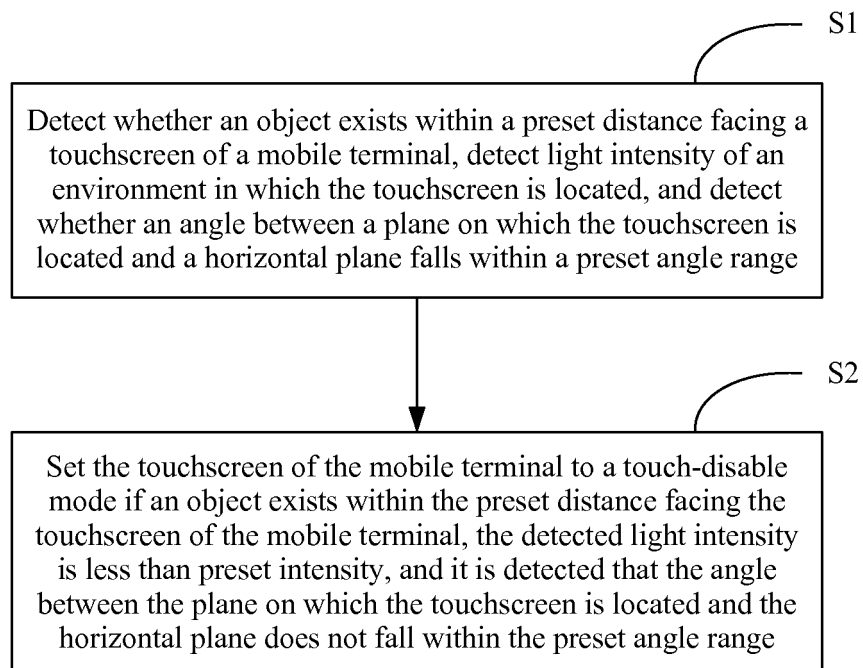 S1
Detect whether an object exists within a preset distance facing a
touchscreen of a mobile terminal, detect light intensity of an
environment in which the touchscreen is located, and detect
whether an angle between a plane on which the touchscreen is
located and a horizontal plane falls within a preset angle range
S2
Set the touchscreen of the mobile terminal to a touch-disable
mode if an object exists within the preset distance facing the
touchscreen of the mobile terminal, the detected light intensity
is less than preset intensity, and it is detected that the angle
between the plane on which the touchscreen is located and the
horizontal plane does not fall within the preset angle range